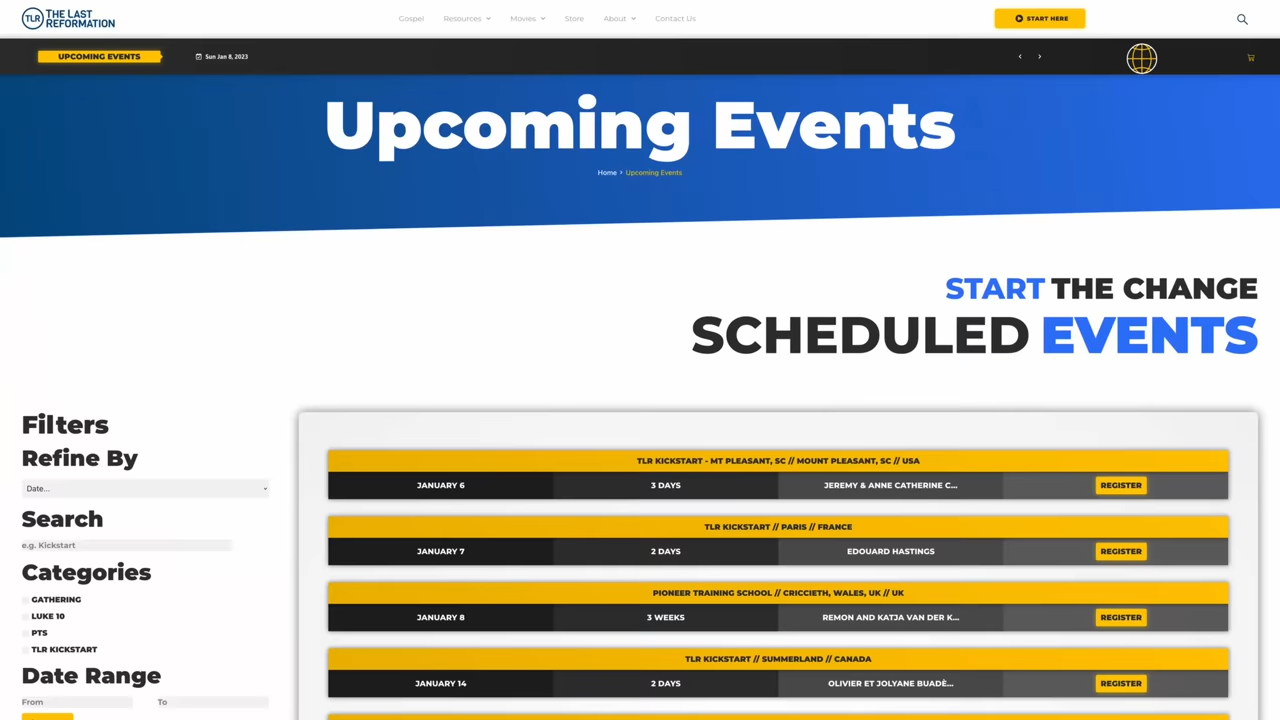 TLR THE LAST REFORMATION
Gospel Resources Movies Store About Contact Us
START HERE
UPCOMING EVENTS
Sun Jan 8, 2023
Upcoming Events
Home > Upcoming Events
START THE CHANGE
SCHEDULED EVENTS
Filters
Refine By
Date...
Search
e.g. Kickstart
Categories
GATHERING
LUKE 10
PTS
TLR KICKSTART
Date Range
From To
TLR KICKSTART - MT PLEASANT, SC // MOUNT PLEASANT, SC // USA
JANUARY 6 3 DAYS JEREMY & ANNE CATHERINE C... REGISTER
TLR KICKSTART // PARIS // FRANCE
JANUARY 7 2 DAYS EDOUARD HASTINGS REGISTER
PIONEER TRAINING SCHOOL // CRICCIETH, WALES, UK // UK
JANUARY 8 3 WEEKS REMON AND KATJA VAN DER K... REGISTER
TLR KICKSTART // SUMMERLAND // CANADA
JANUARY 14 2 DAYS OLIVIER ET JOLYANE BUADÈ... REGISTER